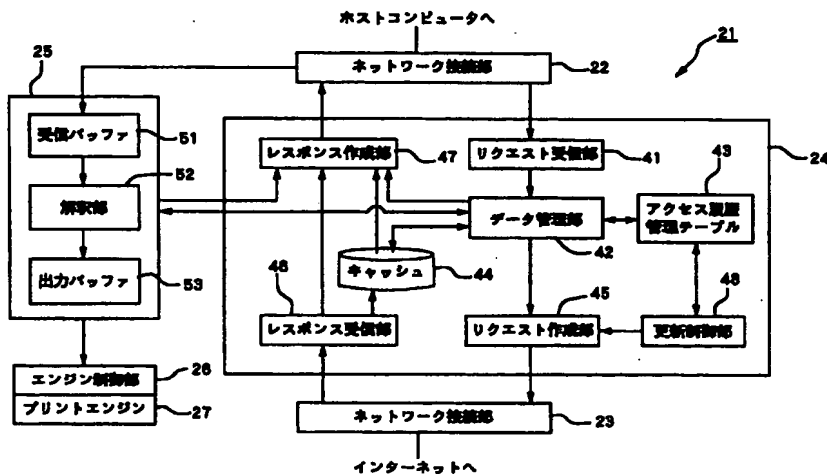 ホストコンピュータへ
21
25
ネットワーク接続部
22
受信バッファ
51
レスポンス作成部
47
リクエスト受信部
41
43
24
52
解釈部
データ管理部
42
アクセス履歴
管理テーブル
出力バッファ
53
キャッシュ
44
46
45
48
レスポンス受信部
リクエスト作成部
更新制御部
エンジン制御部
26
プリントエンジン
27
ネットワーク接続部
23
インターネットへ